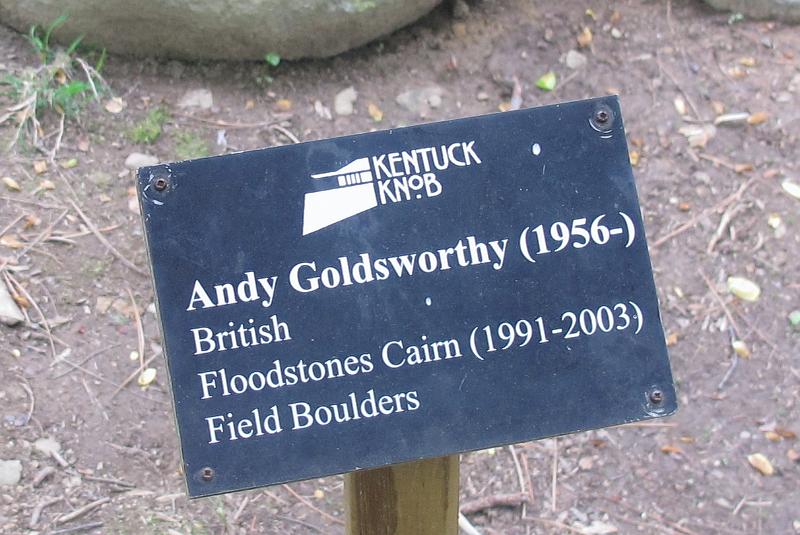 KENTUCK
KNOB
Andy Goldsworthy (1956-)
British
Floodstones Cairn (1991-2003)
Field Boulders